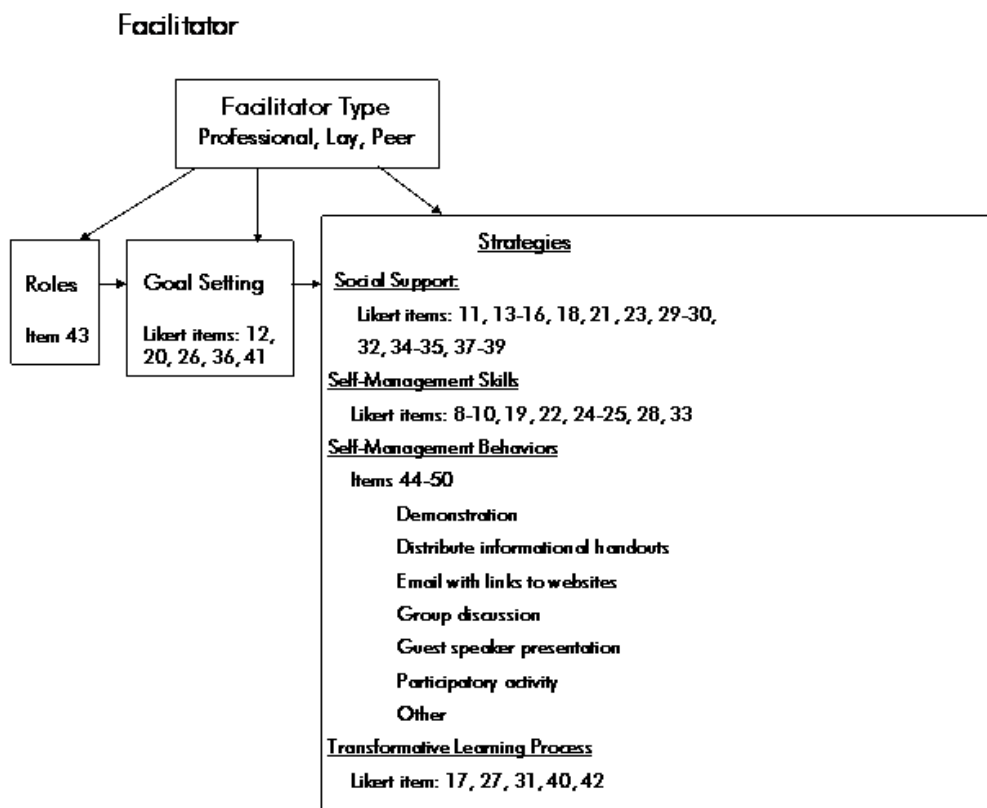 Facilitator
Facilitator Type
Professional, Lay, Peer
Roles
Item 43
Goal Setting
Likert items: 12,
20, 26, 36, 41
Strategies
Social Support:
Likert items: 11, 13-16, 18, 21, 23, 29-30,
32, 34-35, 37-39
Self-Management Skills
Likert items: 8-10, 19, 22, 24-25, 28, 33
Self-Management Behaviors
Items 44-50
Demonstration
Distribute informational handouts
Email with links to websites
Group discussion
Guest speaker presentation
Participatory activity
Other
Transformative Learning Process
Likert item: 17, 27, 31, 40, 42